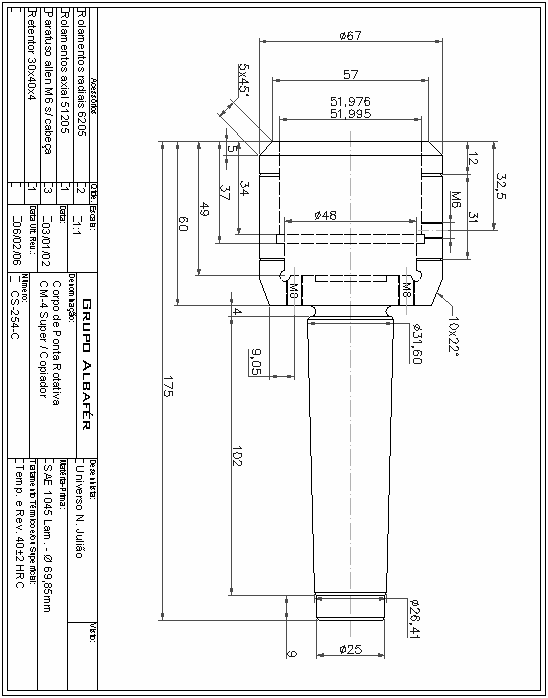 ø67
57
51,976
51,995
5x45°
5
34
37
49
60
ø48
12
32,5
M6
31
M8
M8
10x22°
4
9,05
ø31,60
175
102
ø26,41
ø25
9
Acessórios
Qtde
Rolamentos radiais 6205
2
Rolamentos axial 51205
1
Parafuso allen M6 s/cabeça
3
Retentor 30x40x4
1
Escala:
1:1
Data:
03/01/02
Data Ult. Reu.:
06/02/06
GRUPO ALBAFÉR
Denominação:
Corpo de Ponta Rotativa
CM-4 Super / Copiador
Número:
CS-254-C
Desenhista:
Universo N. Julião
Visto:
Matéria-Prima:
SAE 1045 Lam. - Ø 69,85mm
Tratamento Térmico e/ou Superficial:
Temp. e Rev. 40±2 HRC